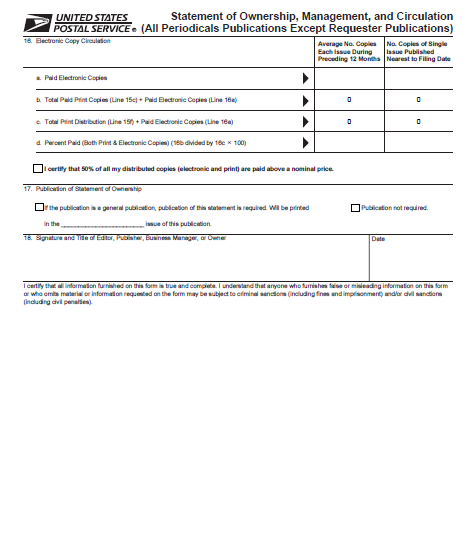 UNITED STATES
POSTAL SERVICE®
Statement of Ownership, Management, and Circulation
(All Periodicals Publications Except Requester Publications)
16. Electronic Copy Circulation
Average No. Copies
Each Issue During
Preceding 12 Months
No. Copies of Single
Issue Published
Nearest to Filing Date
a. Paid Electronic Copies
b. Total Paid Print Copies (Line 15c) + Paid Electronic Copies (Line 16a) 0 0
c. Total Print Distribution (Line 15f) + Paid Electronic Copies (Line 16a) 0 0
d. Percent Paid (Both Print & Electronic Copies) (16b divided by 16c × 100)
I certify that 50% of all my distributed copies (electronic and print) are paid above a nominal price.
17. Publication of Statement of Ownership
If the publication is a general publication, publication of this statement is required. Will be printed
Publication not required.
in the ________________________ issue of this publication.
18. Signature and Title of Editor, Publisher, Business Manager, or Owner
Date
I certify that all information furnished on this form is true and complete. I understand that anyone who furnishes false or misleading information on this form
or who omits material or information requested on the form may be subject to criminal sanctions (including fines and imprisonment) and/or civil sanctions
(including civil penalties).